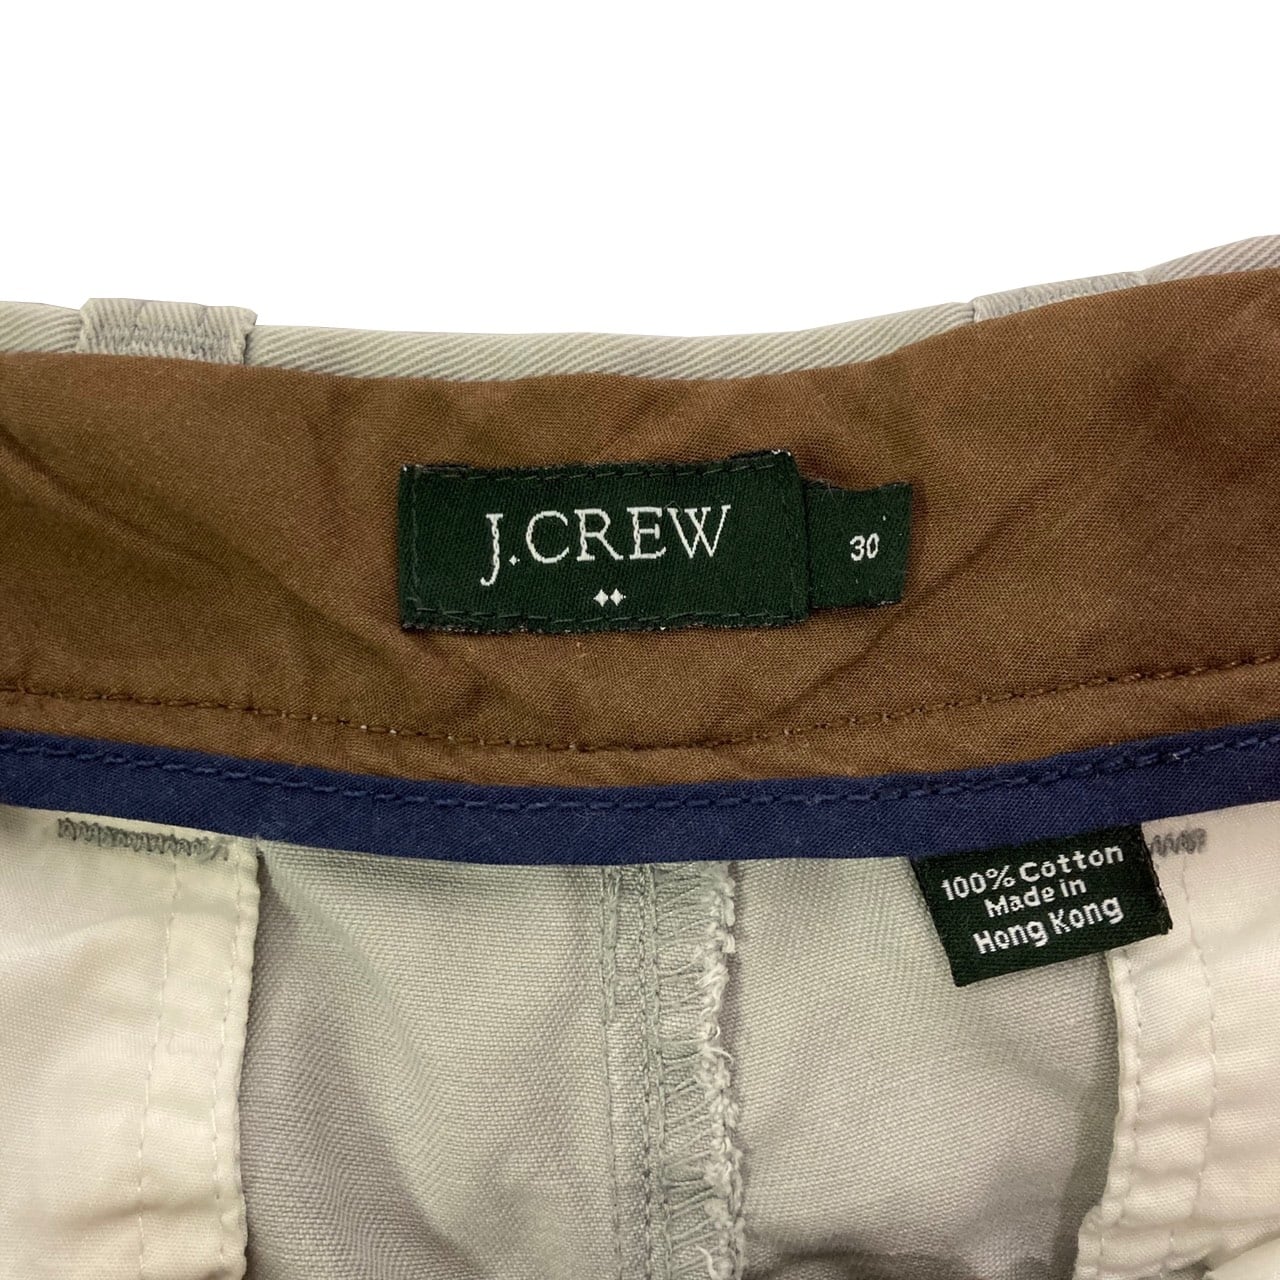 J.CREW
30
100% Cotton
Made in
Hong Kong